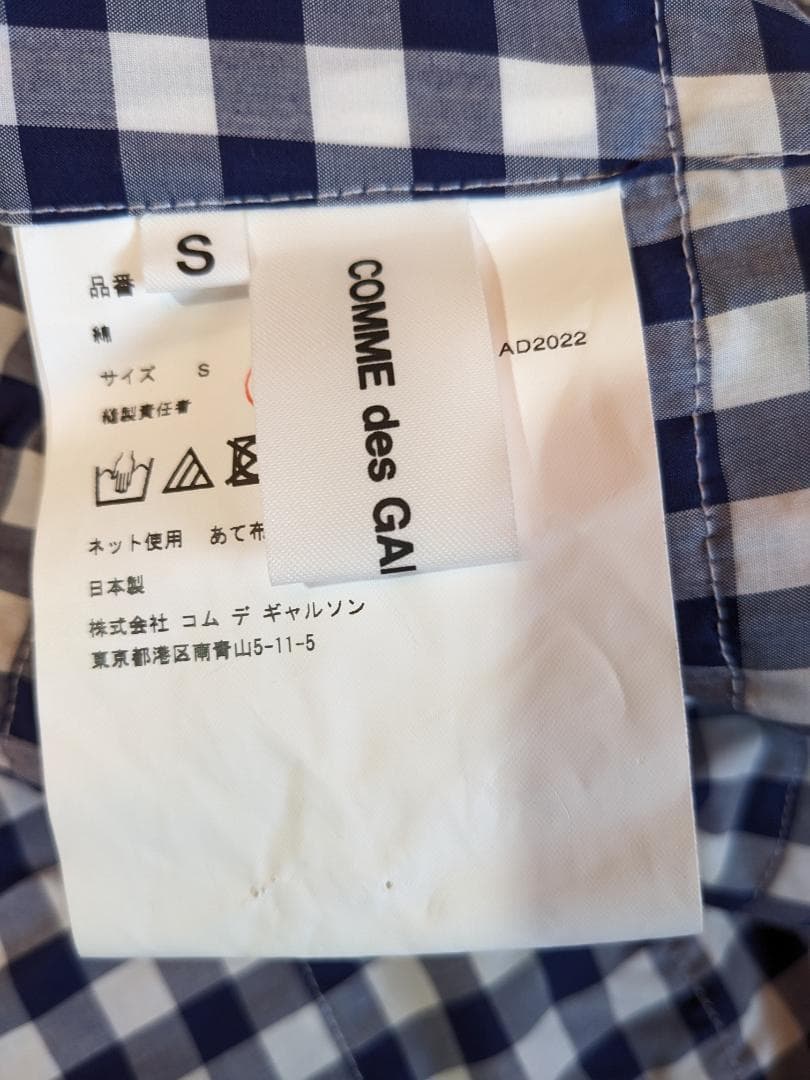 S
品番
綿
AD2022
サイズ S
縫製責任者
ネット使用 あて布
日本製
株式会社 コム デ ギャルソン
東京都港区南青山5-11-5
COMME des GAR